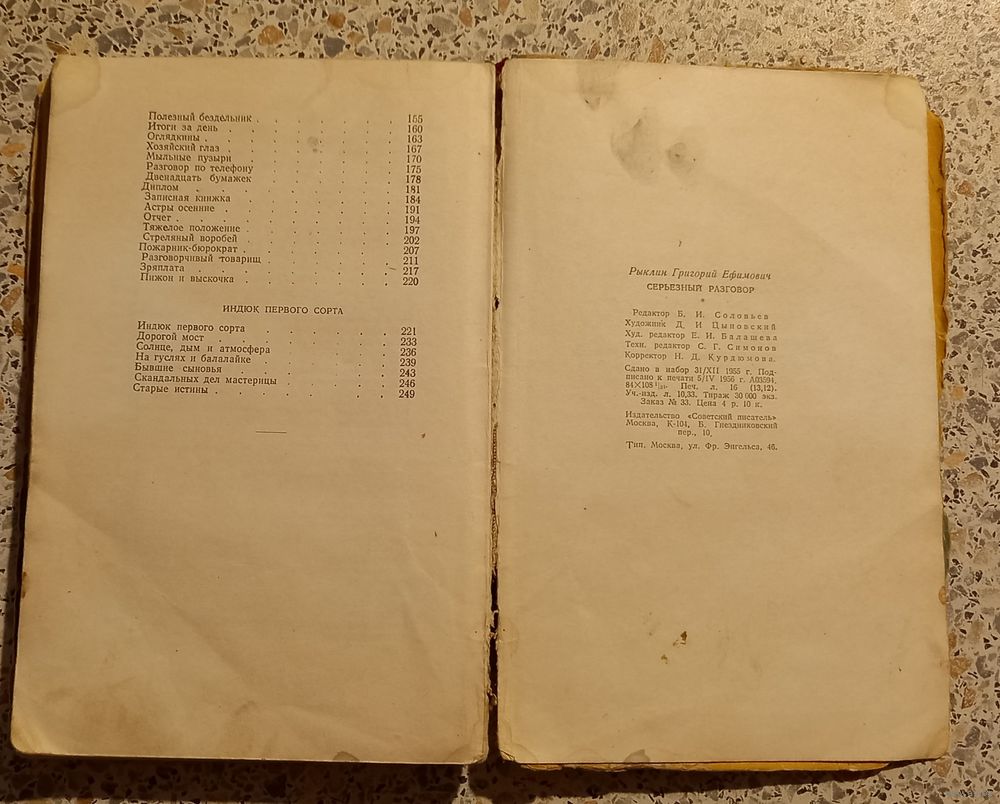 Полезный бездельник . . . . . . 155
Итоги за день . . . . . . . 160
Оглядкины . . . . . . . . 163
Хозяйский глаз . . . . . . . 167
Мыльные пузыри . . . . . . . 170
Разговор по телефону . . . . . . 175
Двенадцать бумажек . . . . . . 178
Диплом . . . . . . . . 181
Записная книжка . . . . . . . 184
Астры осенние . . . . . . . 191
Отчет . . . . . . . . . 194
Тяжелое положение . . . . . . . 197
Стреляный воробей . . . . . . . 202
Пожарник-бюрократ . . . . . . . 207
Разговорчивый товарищ . . . . . . 211
Зряплата . . . . . . . . 217
Пижон и выскочка . . . . . . . 220
ИНДЮК ПЕРВОГО СОРТА
Индюк первого сорта . . . . . . 221
Дорогой мост . . . . . . . . 233
Солнце, дым и атмосфера . . . . . 236
На гуслях и балалайке . . . . . . 239
Бывшие сыновья . . . . . . . 243
Скандальных дел мастерицы . . . . . 246
Старые истины . . . . . . . . 249
Рыклин Григорий Ефимович
СЕРЬЕЗНЫЙ РАЗГОВОР
Редактор Б. И. Соловьев
Художник Д. И Цыновский
Худ. редактор Е. И. Балашева
Техн. редактор С. Г. Симонов
Корректор Н. Д. Курдюмова.
Сдано в набор 31/XII 1955 г. Под-
писано к печати 5/IV 1956 г. А03594.
84×108 1/32. Печ. л. 16 (13,12).
Уч.-изд. л. 10,33. Тираж 30 000 экз.
Заказ № 33. Цена 4 р. 10 к.
Издательство «Советский писатель»
Москва, К-104, Б. Гнездниковский
пер., 10,
Тип. Москва, ул. Фр. Энгельса, 46.